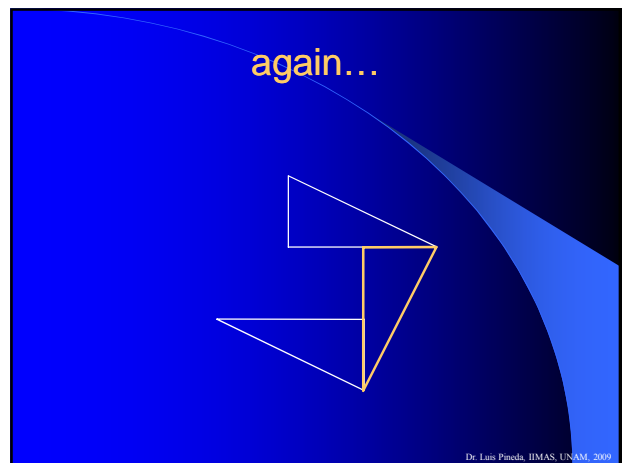 again…
Dr. Luis Pineda, IIMAS, UNAM, 2009